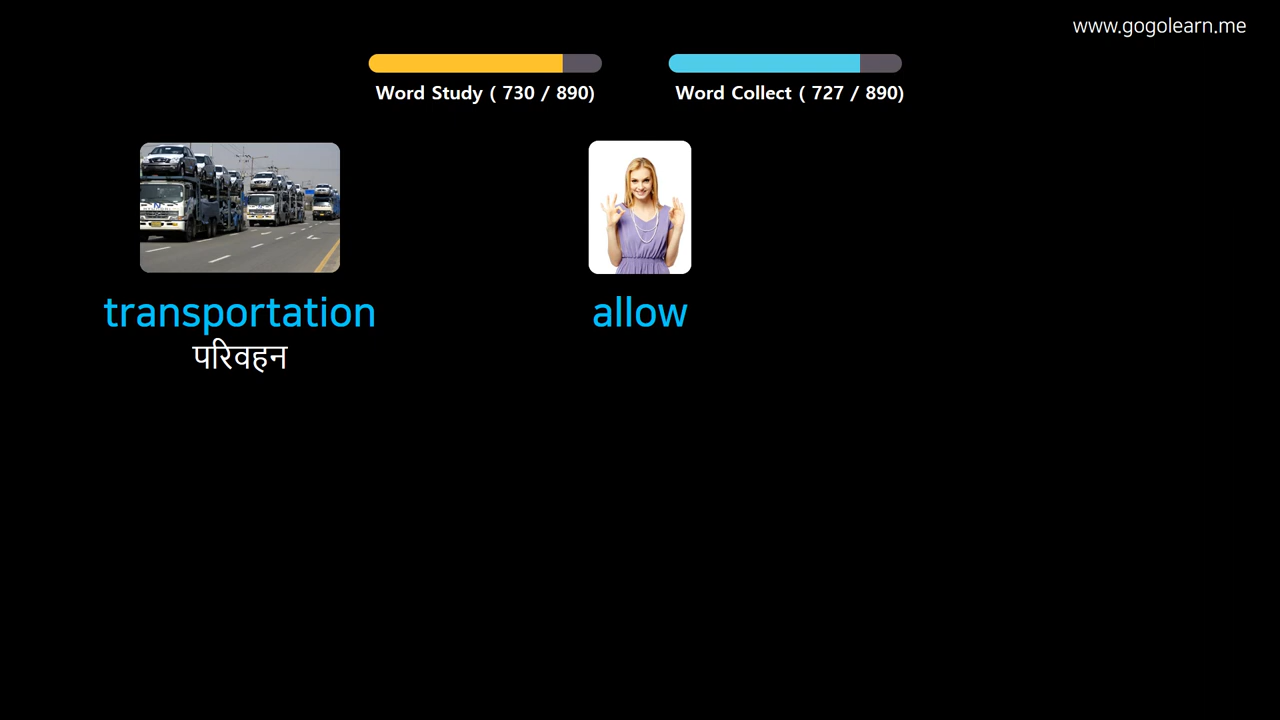 www.gogolearn.me
Word Study ( 730 / 890)
Word Collect ( 727 / 890)
transportation
परिवहन
allow